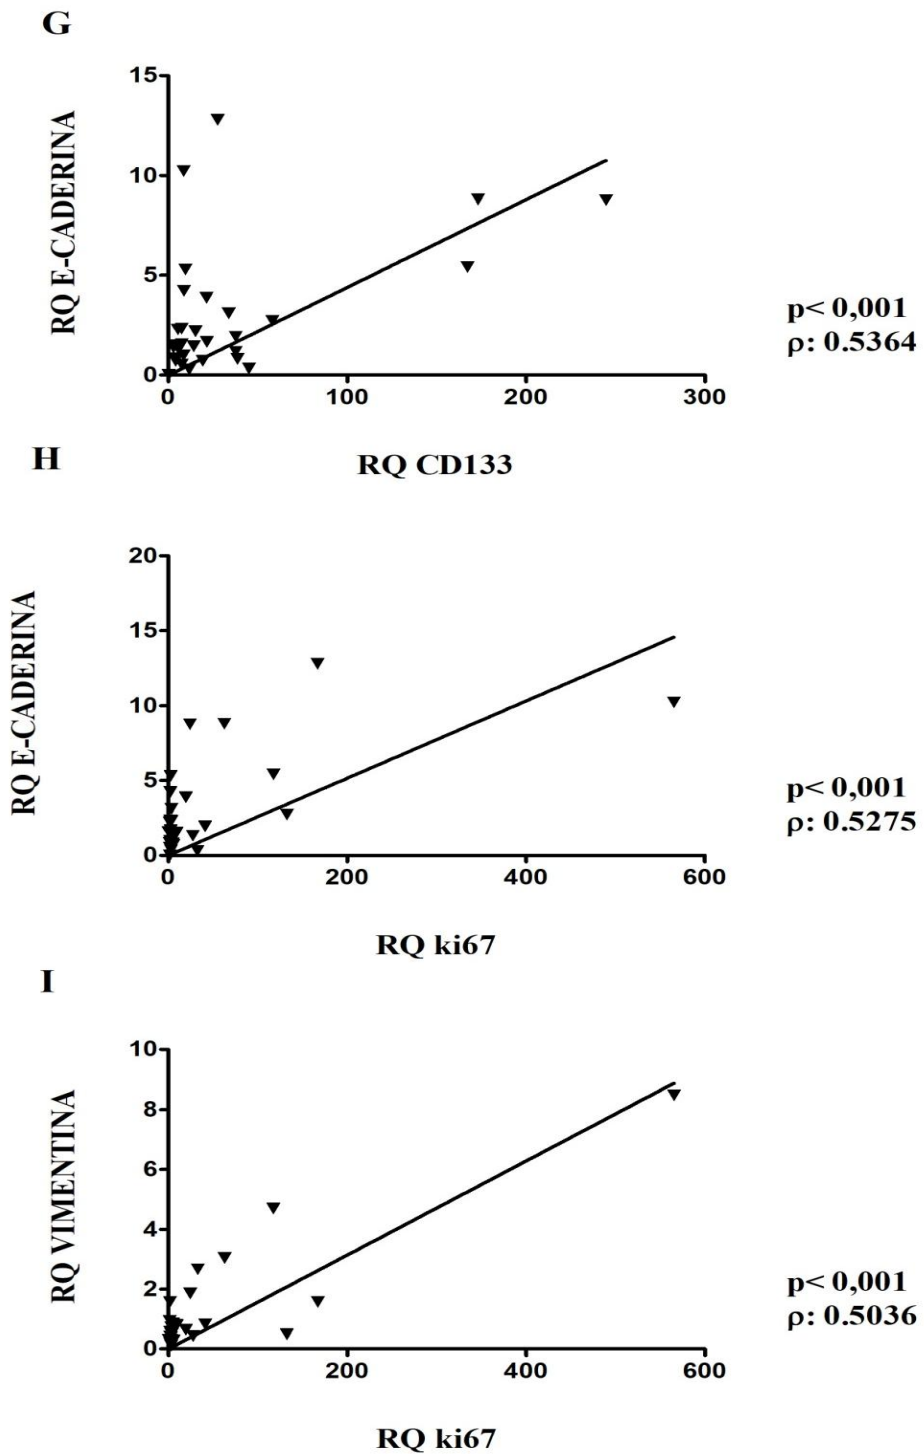 G
15
10
5
0
RQ E-CADERINA
0 100 200 300
RQ CD133
p< 0,001
ρ: 0.5364
H
20
15
10
5
0
RQ E-CADERINA
0 200 400 600
RQ ki67
p< 0,001
ρ: 0.5275
I
10
8
6
4
2
0
RQ VIMENTINA
0 200 400 600
RQ ki67
p< 0,001
ρ: 0.5036